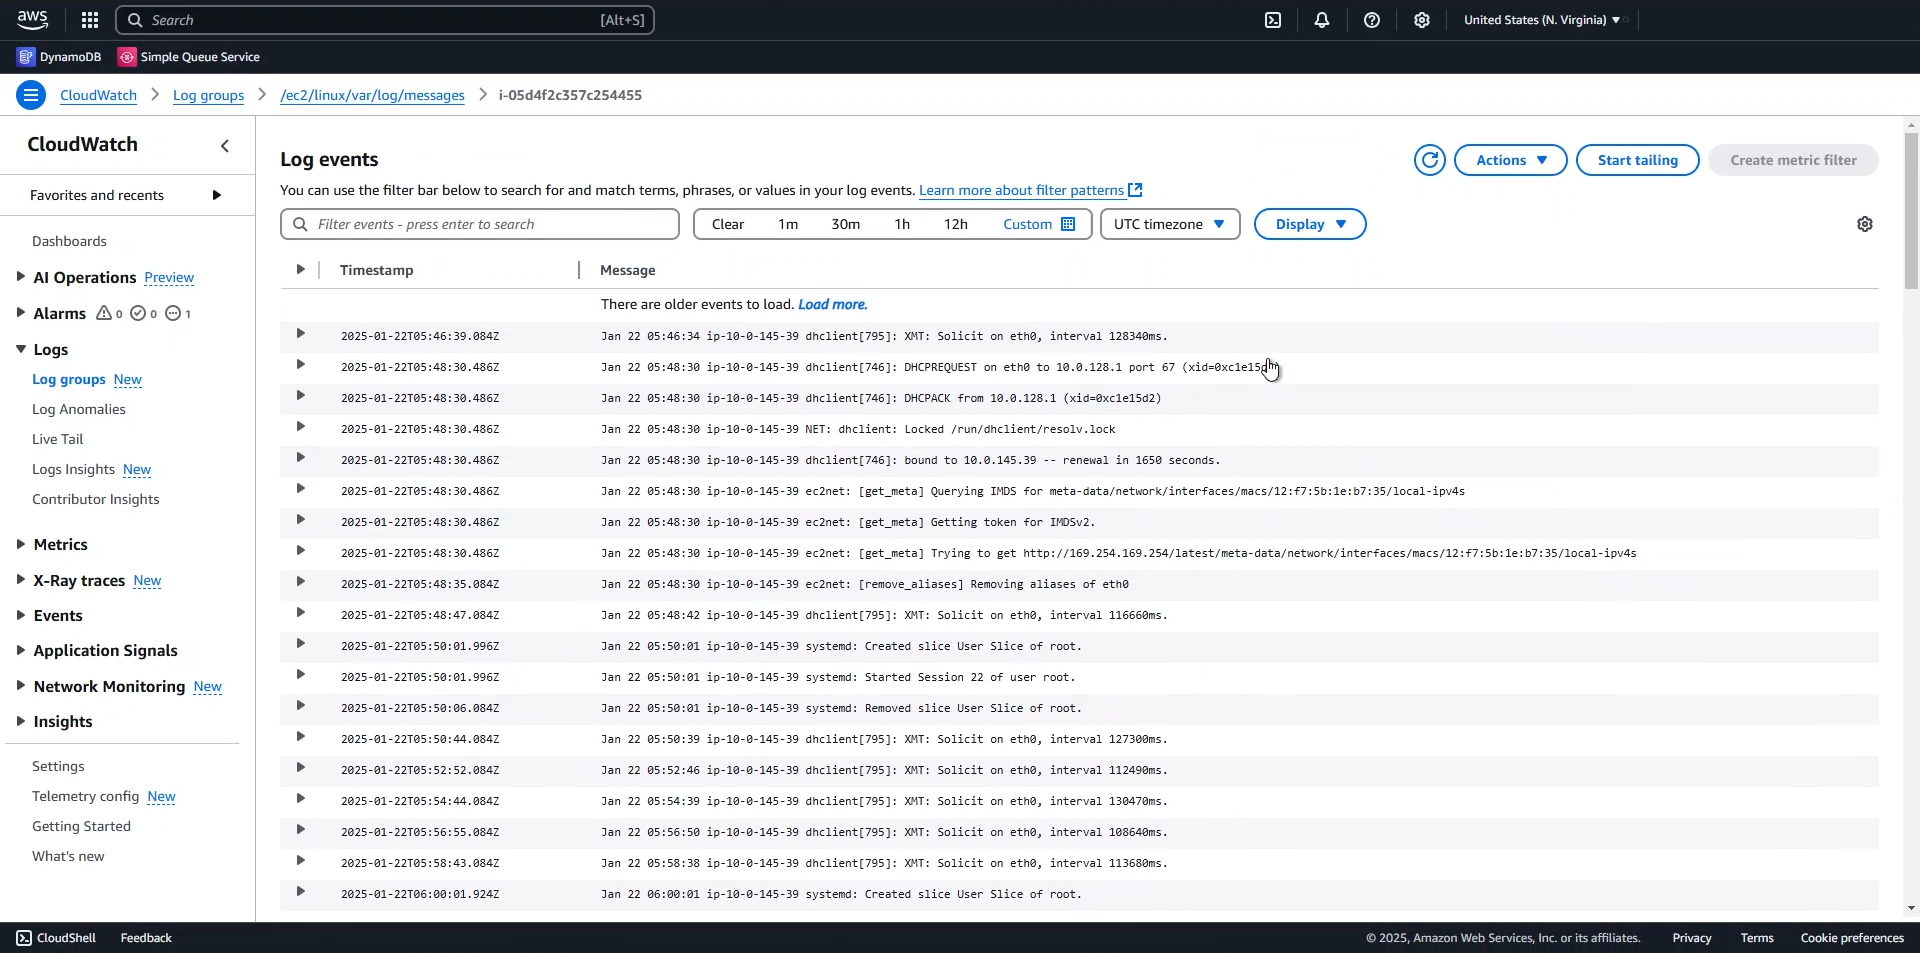 aws Search [Alt+S] United States (N. Virginia)
DynamoDB Simple Queue Service
CloudWatch Log groups /ec2/linux/var/log/messages i-05d4f2c357c254455
CloudWatch
Favorites and recents
Dashboards
AI Operations Preview
Alarms 0 0 1
Logs
Log groups New
Log Anomalies
Live Tail
Logs Insights New
Contributor Insights
Metrics
X-Ray traces New
Events
Application Signals
Network Monitoring New
Insights
Settings
Telemetry config New
Getting Started
What's new
Log events
Actions Start tailing Create metric filter
You can use the filter bar below to search for and match terms, phrases, or values in your log events. Learn more about filter patterns
Filter events - press enter to search Clear 1m 30m 1h 12h Custom UTC timezone Display
Timestamp Message
There are older events to load. Load more.
2025-01-22T05:46:39.084Z Jan 22 05:46:34 ip-10-0-145-39 dhclient[795]: XMT: Solicit on eth0, interval 128340ms.
2025-01-22T05:48:30.486Z Jan 22 05:48:30 ip-10-0-145-39 dhclient[746]: DHCPREQUEST on eth0 to 10.0.128.1 port 67
2025-01-22T05:48:30.486Z Jan 22 05:48:30 ip-10-0-145-39 dhclient[746]: DHCPACK from 10.0.128.1 (xid=0xc1e15d2)
2025-01-22T05:48:30.486Z Jan 22 05:48:30 ip-10-0-145-39 NET: dhclient: Locked /run/dhclient/resolv.lock
2025-01-22T05:48:30.486Z Jan 22 05:48:30 ip-10-0-145-39 dhclient[746]: bound to 10.0.145.39 -- renewal in 1650 seconds.
2025-01-22T05:48:30.486Z Jan 22 05:48:30 ip-10-0-145-39 ec2net: [get_meta] Querying IMDS for meta-data/network/interfaces/macs/12:f7:5b:1e:b7:35/local-ipv4s
2025-01-22T05:48:30.486Z Jan 22 05:48:30 ip-10-0-145-39 ec2net: [get_meta] Getting token for IMDSv2.
2025-01-22T05:48:30.486Z Jan 22 05:48:30 ip-10-0-145-39 ec2net: [get_meta] Trying to get http://169.254.169.254/latest/meta-data/network/interfaces/macs/12:f7:5b:1e:b7:35/local-ipv4s
2025-01-22T05:48:35.084Z Jan 22 05:48:30 ip-10-0-145-39 ec2net: [remove_aliases] Removing aliases of eth0
2025-01-22T05:48:47.084Z Jan 22 05:48:42 ip-10-0-145-39 dhclient[795]: XMT: Solicit on eth0, interval 116660ms.
2025-01-22T05:50:01.996Z Jan 22 05:50:01 ip-10-0-145-39 systemd: Created slice User Slice of root.
2025-01-22T05:50:01.996Z Jan 22 05:50:01 ip-10-0-145-39 systemd: Started Session 22 of user root.
2025-01-22T05:50:06.084Z Jan 22 05:50:01 ip-10-0-145-39 systemd: Removed slice User Slice of root.
2025-01-22T05:50:44.084Z Jan 22 05:50:39 ip-10-0-145-39 dhclient[795]: XMT: Solicit on eth0, interval 127300ms.
2025-01-22T05:52:52.084Z Jan 22 05:52:46 ip-10-0-145-39 dhclient[795]: XMT: Solicit on eth0, interval 112490ms.
2025-01-22T05:54:44.084Z Jan 22 05:54:39 ip-10-0-145-39 dhclient[795]: XMT: Solicit on eth0, interval 130470ms.
2025-01-22T05:56:55.084Z Jan 22 05:56:50 ip-10-0-145-39 dhclient[795]: XMT: Solicit on eth0, interval 108640ms.
2025-01-22T05:58:43.084Z Jan 22 05:58:38 ip-10-0-145-39 dhclient[795]: XMT: Solicit on eth0, interval 113680ms.
2025-01-22T06:00:01.924Z Jan 22 06:00:01 ip-10-0-145-39 systemd: Created slice User Slice of root.
CloudShell Feedback © 2025, Amazon Web Services, Inc. or its affiliates. Privacy Terms Cookie preferences